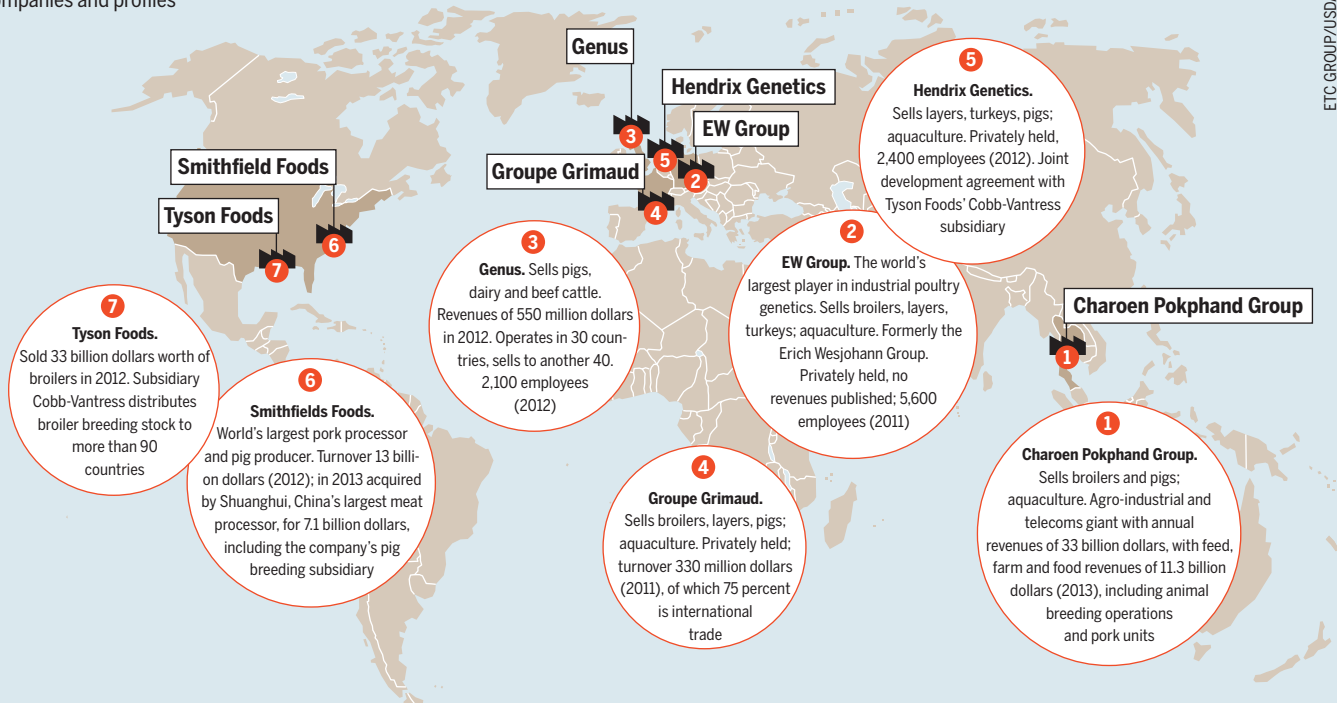 companies and profiles
ETC GROUP/USDA
Genus
Hendrix Genetics
EW Group
Groupe Grimaud
Smithfield Foods
Tyson Foods
Charoen Pokphand Group
3
5
2
4
6
7
1
5
Hendrix Genetics.
Sells layers, turkeys, pigs;
aquaculture. Privately held,
2,400 employees (2012). Joint
development agreement with
Tyson Foods’ Cobb-Vantress
subsidiary
2
EW Group. The world’s
largest player in industrial poultry
genetics. Sells broilers, layers,
turkeys; aquaculture. Formerly the
Erich Wesjohann Group.
Privately held, no
revenues published; 5,600
employees (2011)
3
Genus. Sells pigs,
dairy and beef cattle.
Revenues of 550 million dollars
in 2012. Operates in 30 coun-
tries, sells to another 40.
2,100 employees
(2012)
7
Tyson Foods.
Sold 33 billion dollars worth of
broilers in 2012. Subsidiary
Cobb-Vantress distributes
broiler breeding stock to
more than 90
countries
6
Smithfields Foods.
World’s largest pork processor
and pig producer. Turnover 13 billi-
on dollars (2012); in 2013 acquired
by Shuanghui, China’s largest meat
processor, for 7.1 billion dollars,
including the company’s pig
breeding subsidiary
4
Groupe Grimaud.
Sells broilers, layers, pigs;
aquaculture. Privately held;
turnover 330 million dollars
(2011), of which 75 percent
is international
trade
1
Charoen Pokphand Group.
Sells broilers and pigs;
aquaculture. Agro-industrial and
telecoms giant with annual
revenues of 33 billion dollars, with feed,
farm and food revenues of 11.3 billion
dollars (2013), including animal
breeding operations
and pork units